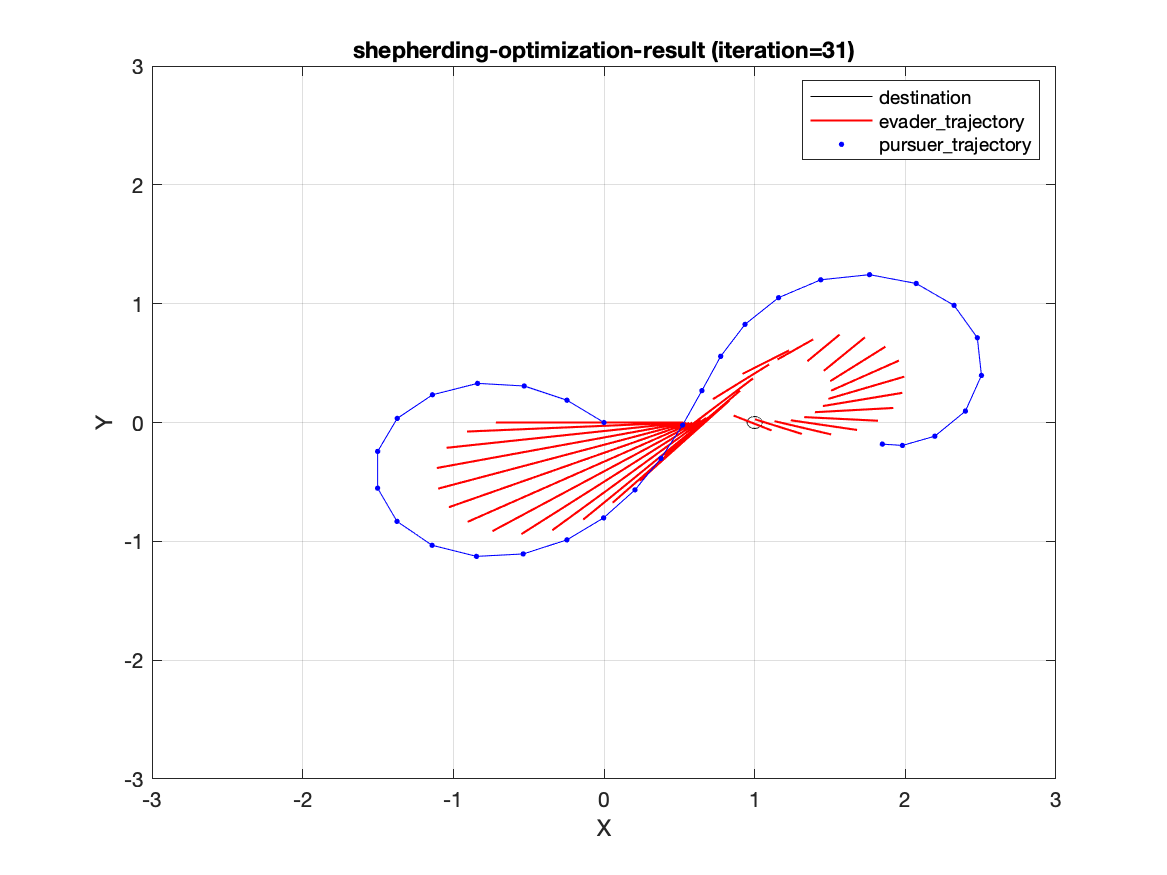 shepherding-optimization-result (iteration=31)
destination
evader_trajectory
pursuer_trajectory
3
2
1
0
-1
-2
-3
Y
-3 -2 -1 0 1 2 3
X